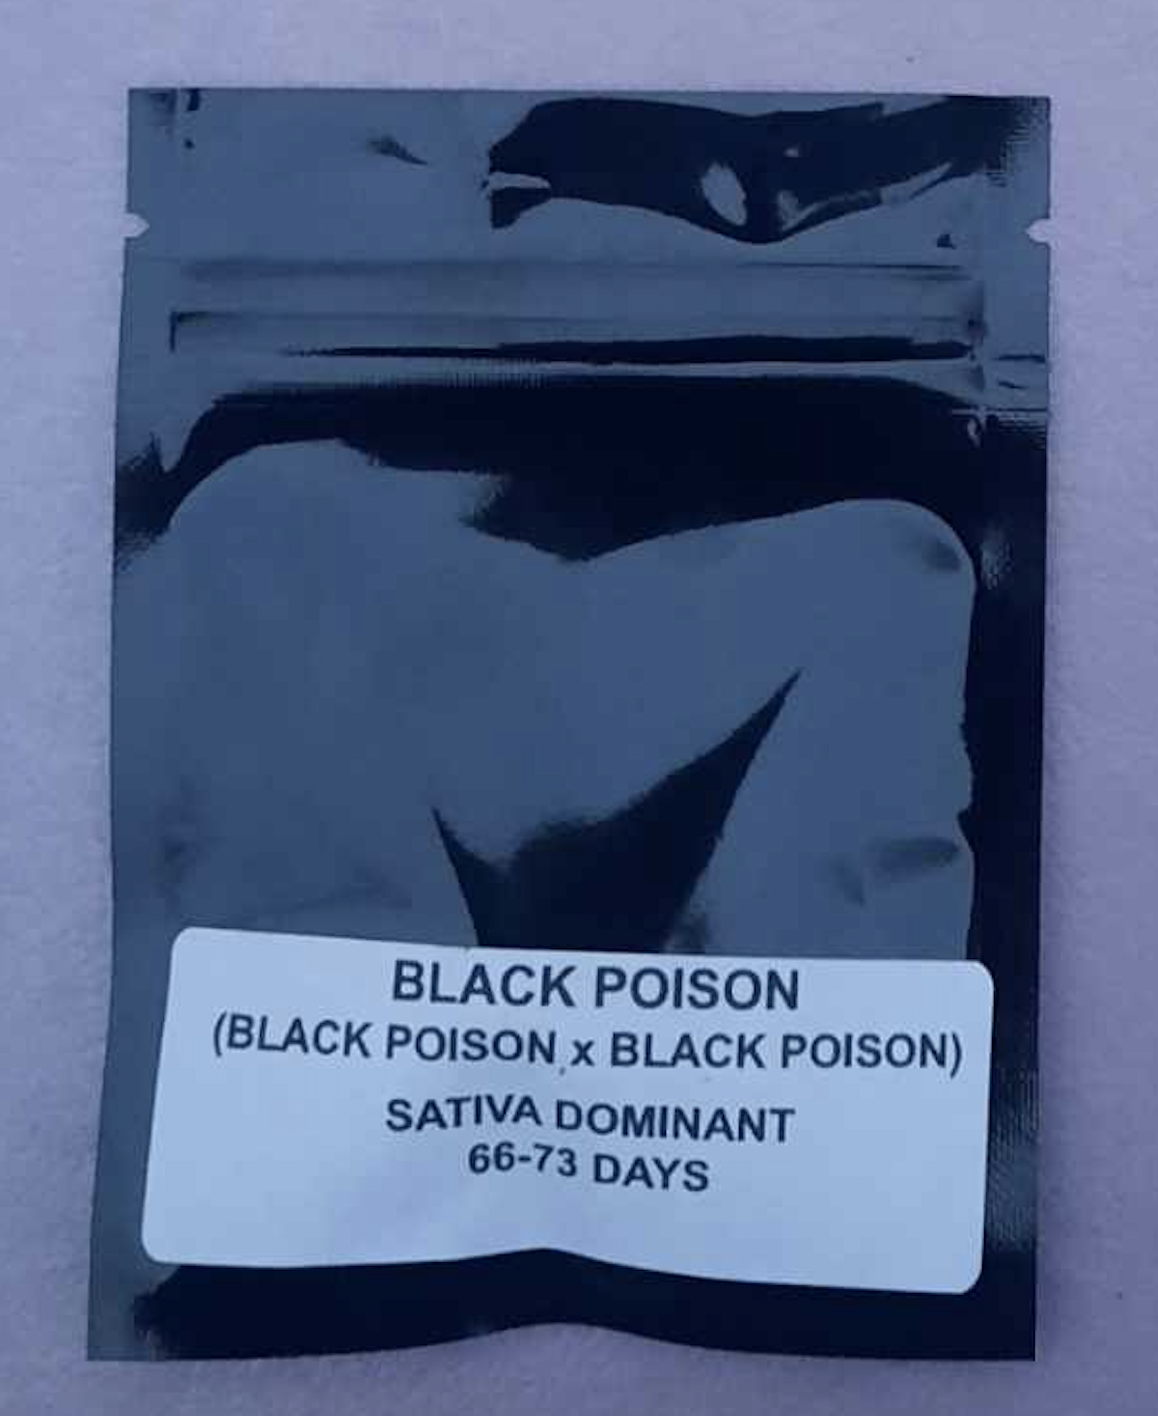 BLACK POISON
(BLACK POISON x BLACK POISON)
SATIVA DOMINANT
66-73 DAYS